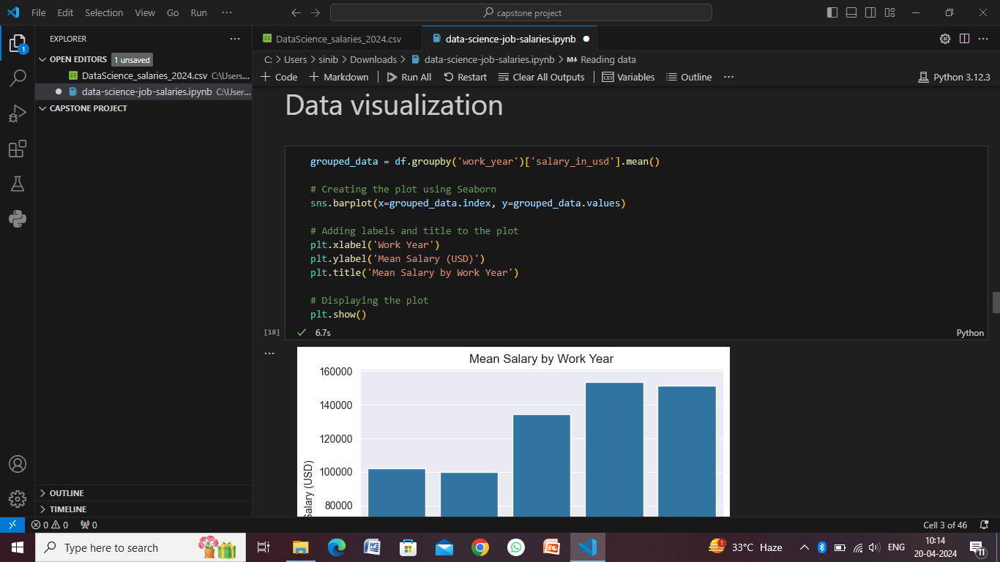 File Edit Selection View Go Run ···
capstone project
EXPLORER ···
OPEN EDITORS 1 unsaved
DataScience_salaries_2024.csv C:\Users...
data-science-job-salaries.ipynb C:\User...
CAPSTONE PROJECT
OUTLINE
TIMELINE
DataScience_salaries_2024.csv
data-science-job-salaries.ipynb
C: > Users > sinib > Downloads > data-science-job-salaries.ipynb > Reading data
+ Code + Markdown Run All Restart Clear All Outputs Variables Outline ··· Python 3.12.3
Data visualization
grouped_data = df.groupby('work_year')['salary_in_usd'].mean()
# Creating the plot using Seaborn
sns.barplot(x=grouped_data.index, y=grouped_data.values)
# Adding labels and title to the plot
plt.xlabel('Work Year')
plt.ylabel('Mean Salary (USD)')
plt.title('Mean Salary by Work Year')
# Displaying the plot
plt.show()
[18] 6.7s Python
Mean Salary by Work Year
160000
140000
120000
100000
80000
Salary (USD)
0 0 0 Cell 3 of 46
Type here to search
33°C Haze ENG 10:14
20-04-2024
1
1
11